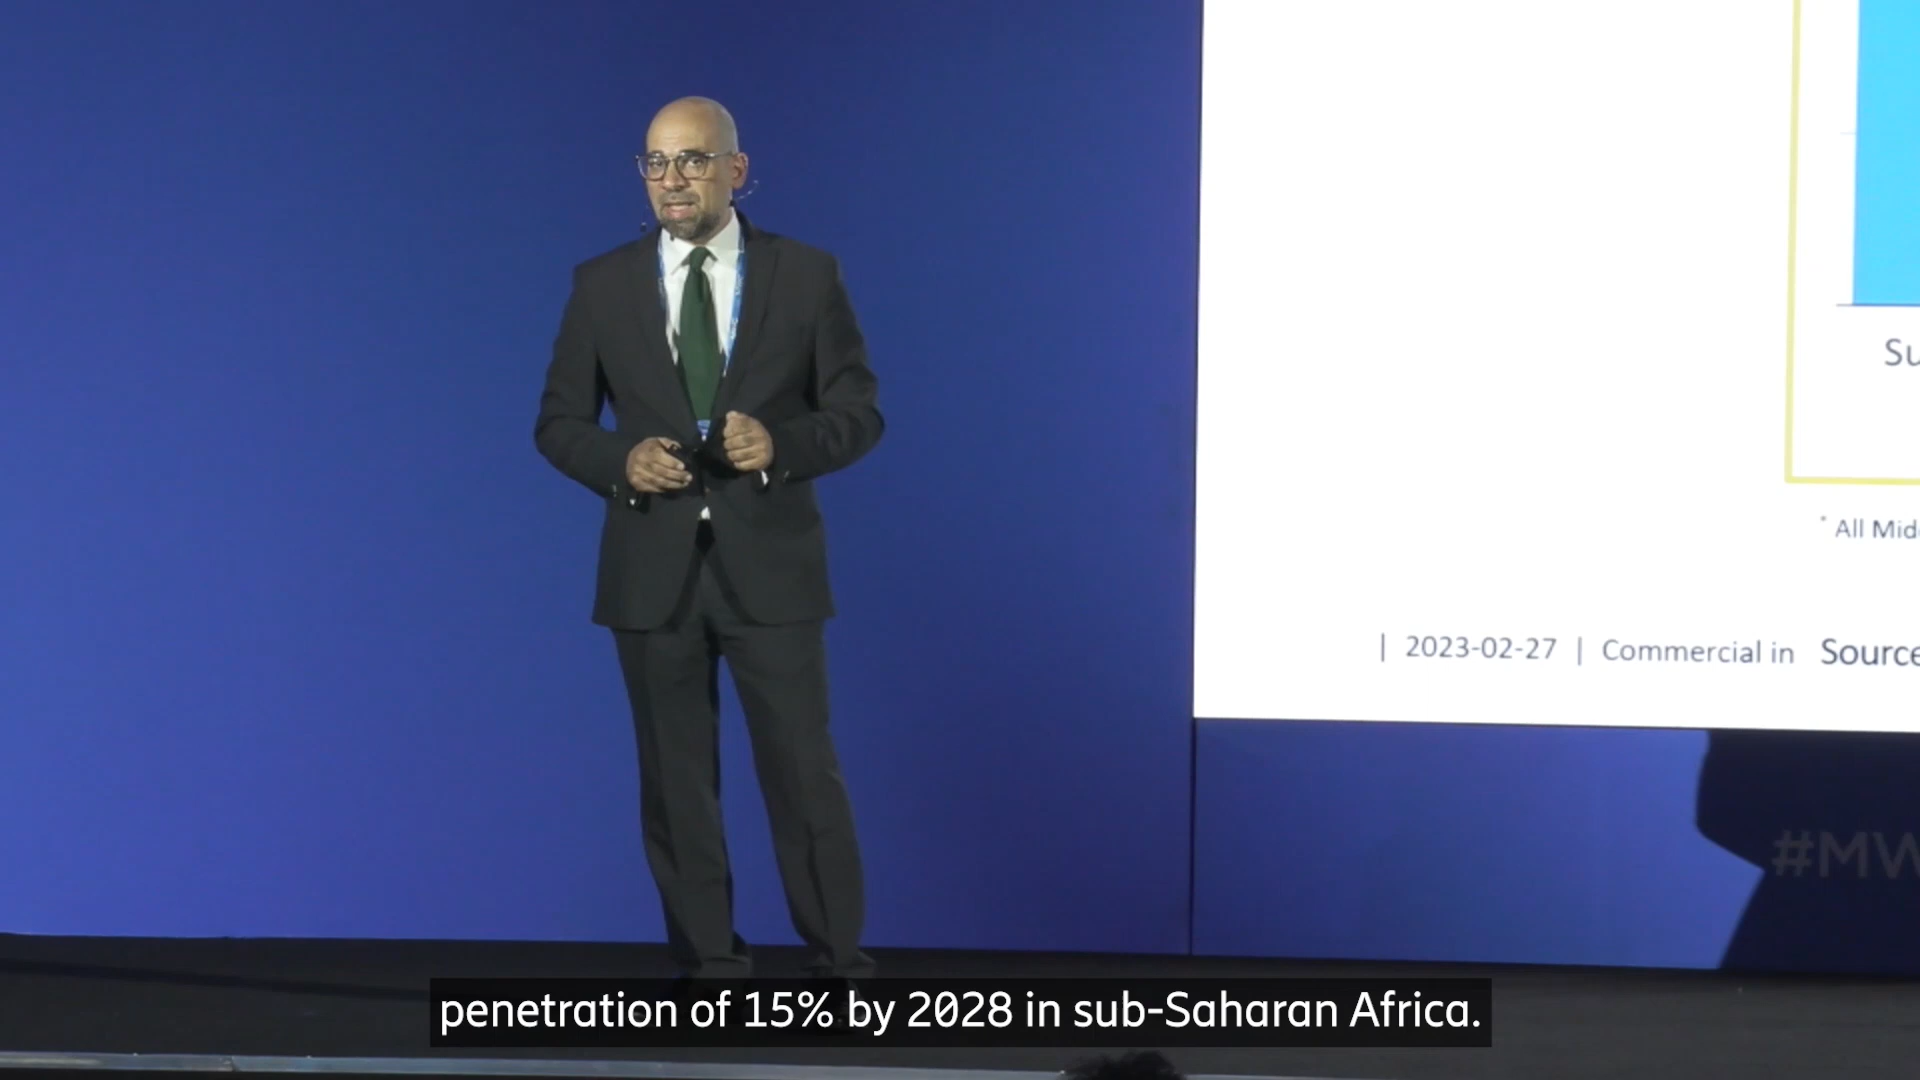 Su
* All Mid
| 2023-02-27 | Commercial in Source
#MW
penetration of 15% by 2028 in sub-Saharan Africa.